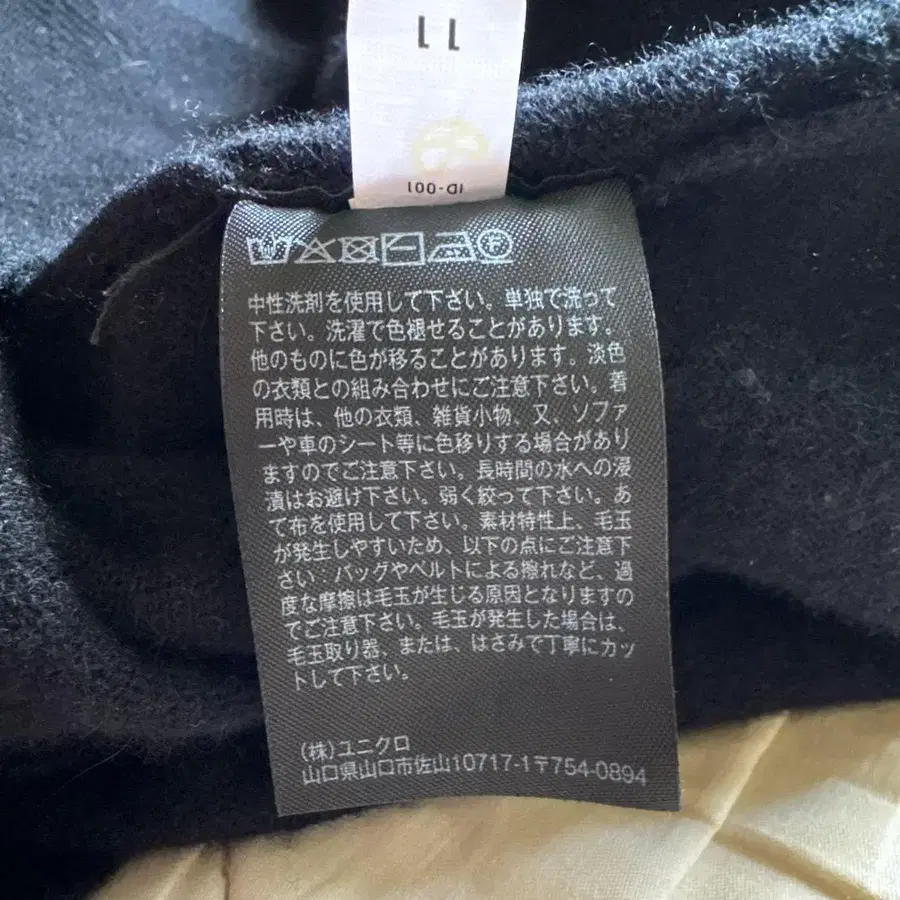 11
ID-001
中性洗剤を使用して下さい。単独で洗って
下さい。洗濯で色褪せることがあります。
他のものに色が移ることがあります。淡色
の衣類との組み合わせにご注意下さい。着
用時は、他の衣類、雑貨小物、又、ソファ
ーや車のシート等に色移りする場合があり
ますのでご注意下さい。長時間の水への浸
漬はお避け下さい。弱く絞って下さい。あ
て布を使用して下さい。素材特性上、毛玉
が発生しやすいため、以下の点にご注意下
さい：バッグやベルトによる擦れなど、過
度な摩擦は毛玉が生じる原因となりますの
でご注意下さい。毛玉が発生した場合は、
毛玉取り器、または、はさみで丁寧にカッ
トして下さい。
(株)ユニクロ
山口県山口市佐山10717-1〒754-0894